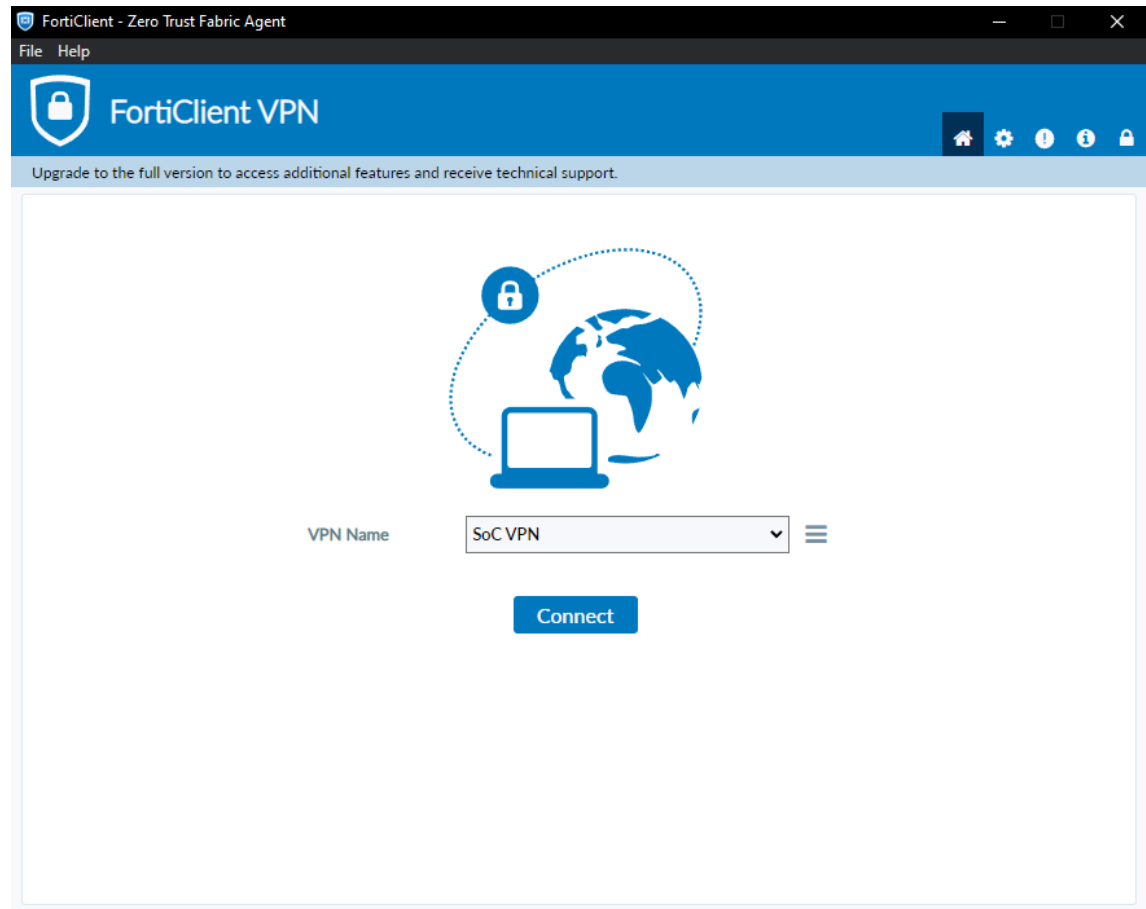 FortiClient - Zero Trust Fabric Agent
File Help
FortiClient VPN
Upgrade to the full version to access additional features and receive technical support.
VPN Name SoC VPN
Connect